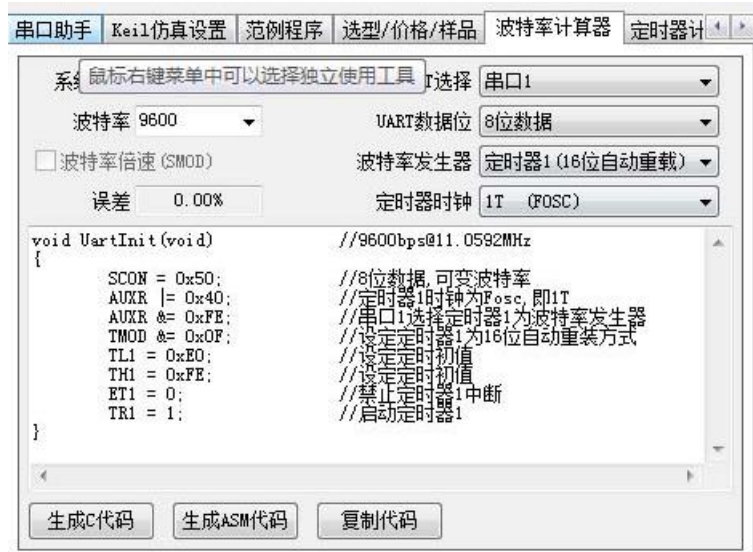 串口助手 Keil仿真设置 范例程序 选型/价格/样品 波特率计算器 定时器计
系 鼠标右键菜单中可以选择独立使用工具 T选择 串口1
波特率 9600 UART数据位 8位数据
波特率倍速(SMOD) 波特率发生器 定时器1(16位自动重载)
误差 0.00% 定时器时钟 1T (FOSC)
void UartInit(void) //9600bps@11.0592MHz
{
SCON = 0x50; //8位数据,可变波特率
AUXR |= 0x40; //定时器1时钟为Fosc,即1T
AUXR &= 0xFE; //串口1选择定时器1为波特率发生器
TMOD &= 0x0F; //设定定时器1为16位自动重装方式
TL1 = 0xE0; //设定定时初值
TH1 = 0xFE; //设定定时初值
ET1 = 0; //禁止定时器1中断
TR1 = 1; //启动定时器1
}
生成C代码 生成ASM代码 复制代码